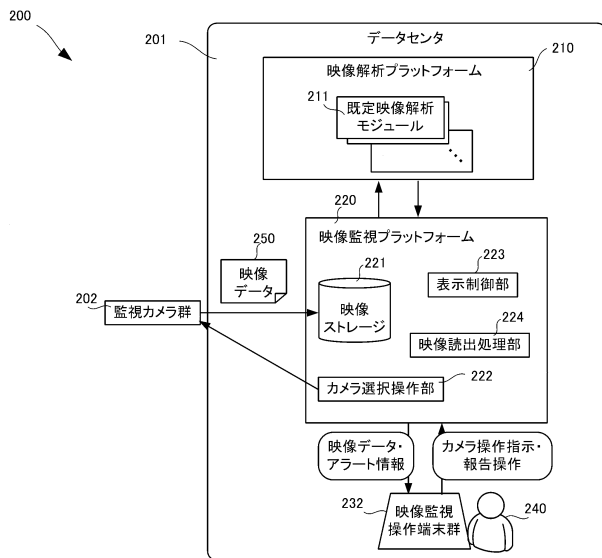 200
201
データセンタ
映像解析プラットフォーム
210
211
既定映像解析
モジュール
220
映像監視プラットフォーム
250
映像
データ
221
映像
ストレージ
223
表示制御部
202
監視カメラ群
224
映像読出処理部
カメラ選択操作部
222
映像データ・
アラート情報
カメラ操作指示・
報告操作
232
映像監視
操作端末群
240